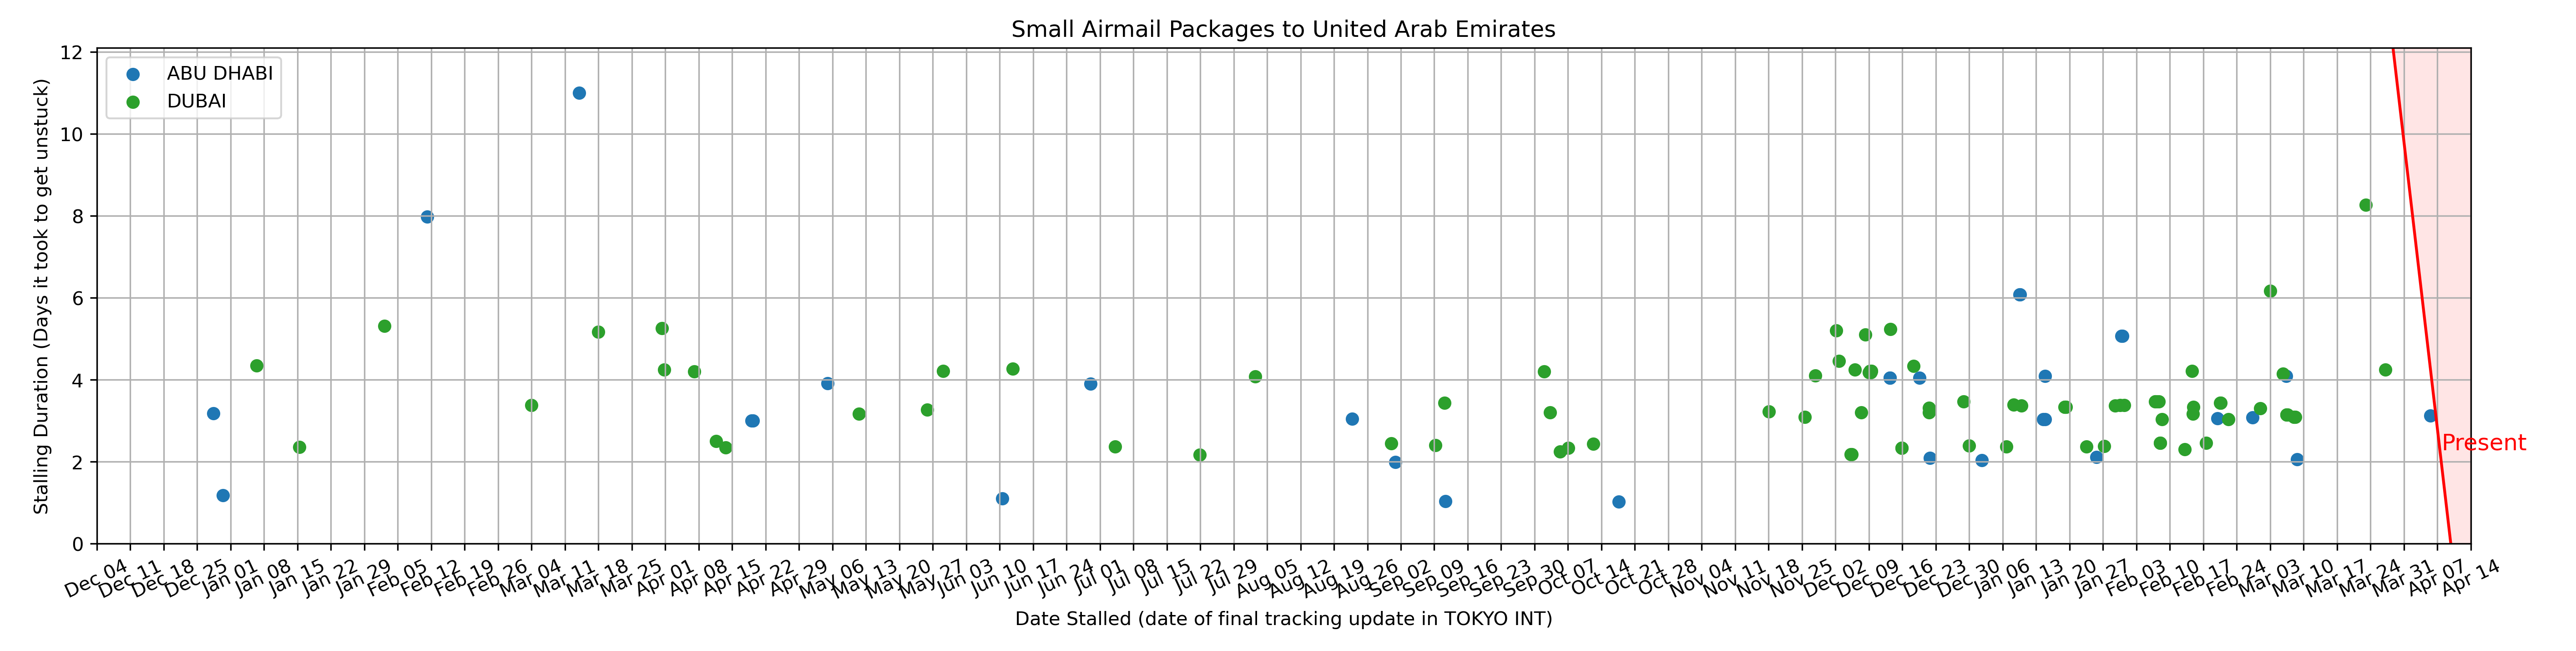 Small Airmail Packages to United Arab Emirates
ABU DHABI
DUBAI
Stalling Duration (Days it took to get unstuck)
12
10
8
6
4
2
0
Present
Dec 04 Dec 11 Dec 18 Dec 25 Jan 01 Jan 08 Jan 15 Jan 22 Jan 29 Feb 05 Feb 12 Feb 19 Feb 26 Mar 04 Mar 11 Mar 18 Mar 25 Apr 01 Apr 08 Apr 15 Apr 22 Apr 29 May 06 May 13 May 20 May 27 Jun 03 Jun 10 Jun 17 Jun 24 Jul 01 Jul 08 Jul 15 Jul 22 Jul 29 Aug 05 Aug 12 Aug 19 Aug 26 Sep 02 Sep 09 Sep 16 Sep 23 Sep 30 Oct 07 Oct 14 Oct 21 Oct 28 Nov 04 Nov 11 Nov 18 Nov 25 Dec 02 Dec 09 Dec 16 Dec 23 Dec 30 Jan 06 Jan 13 Jan 20 Jan 27 Feb 03 Feb 10 Feb 17 Feb 24 Mar 03 Mar 10 Mar 17 Mar 24 Mar 31 Apr 07 Apr 14
Date Stalled (date of final tracking update in TOKYO INT)